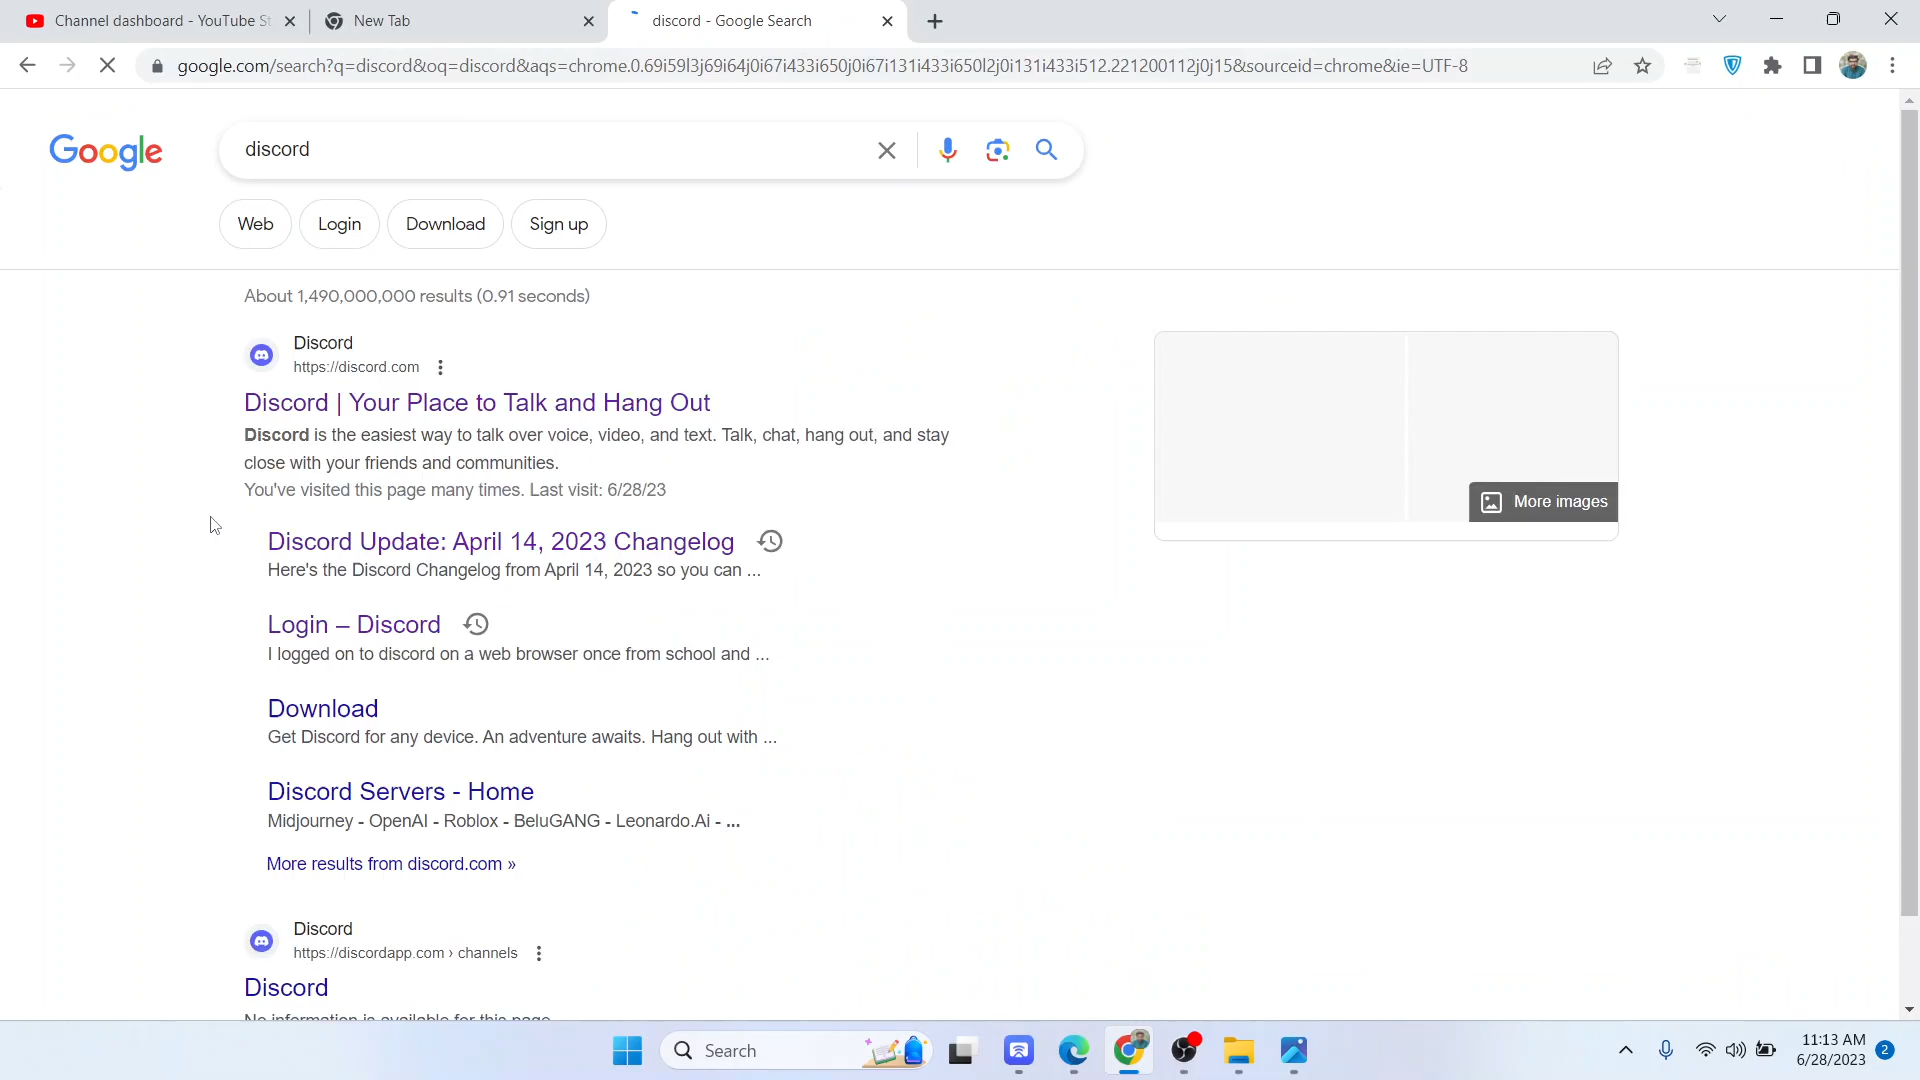 Channel dashboard - YouTube St
New Tab
discord - Google Search
google.com/search?q=discord&oq=discord&aqs=chrome.0.69i59l3j69i64j0i67i433i650j0i67i131i433i650l2j0i131i433i512.221200112j0j15&sourceid=chrome&ie=UTF-8
Google
discord
Web
Login
Download
Sign up
About 1,490,000,000 results (0.91 seconds)
Discord
https://discord.com
Discord | Your Place to Talk and Hang Out
Discord is the easiest way to talk over voice, video, and text. Talk, chat, hang out, and stay
close with your friends and communities.
You've visited this page many times. Last visit: 6/28/23
More images
Discord Update: April 14, 2023 Changelog
Here's the Discord Changelog from April 14, 2023 so you can ...
Login – Discord
I logged on to discord on a web browser once from school and ...
Download
Get Discord for any device. An adventure awaits. Hang out with ...
Discord Servers - Home
Midjourney - OpenAI - Roblox - BeluGANG - Leonardo.Ai - ...
More results from discord.com »
Discord
https://discordapp.com › channels
Discord
No information is available for this page.
Search
11:13 AM
6/28/2023
2